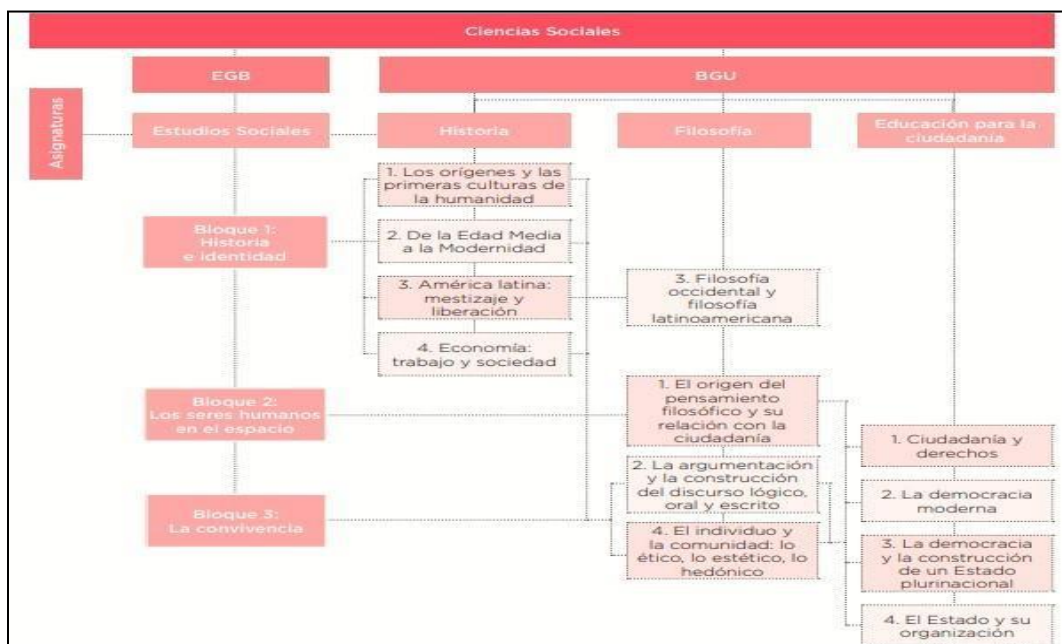 Ciencias Sociales
EGB
BGU
Asignaturas
Estudios Sociales
Historia
Filosofía
Educación para la
ciudadanía
1. Los orígenes y las
primeras culturas de
la humanidad
Bloque 1:
Historia
e identidad
2. De la Edad Media
a la Modernidad
3. América latina:
mestizaje y
liberación
3. Filosofía
occidental y
filosofía
latinoamericana
4. Economía:
trabajo y sociedad
Bloque 2:
Los seres humanos
en el espacio
1. El origen del
pensamiento
filosófico y su
relación con la
ciudadanía
1. Ciudadanía y
derechos
2. La argumentación
y la construcción
del discurso lógico,
oral y escrito
2. La democracia
moderna
Bloque 3:
La convivencia
4. El individuo y
la comunidad: lo
ético, lo estético, lo
hedónico
3. La democracia
y la construcción
de un Estado
plurinacional
4. El Estado y su
organización